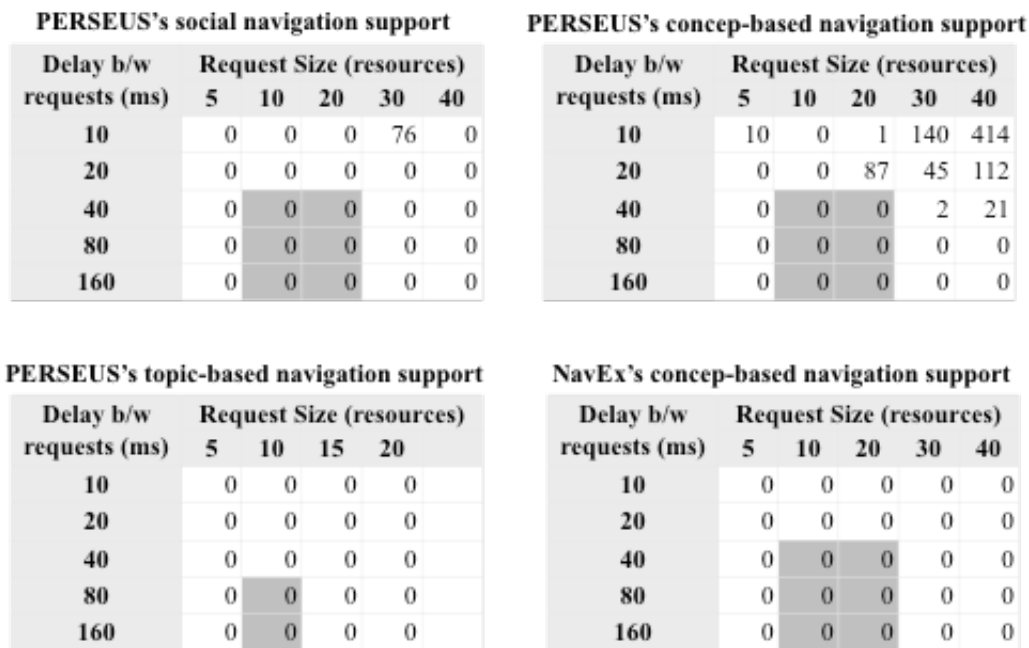 PERSEUS's social navigation support
Delay b/w Request Size (resources)
requests (ms) 5 10 20 30 40
10 0 0 0 76 0
20 0 0 0 0 0
40 0 0 0 0 0
80 0 0 0 0 0
160 0 0 0 0 0
PERSEUS's concep-based navigation support
Delay b/w Request Size (resources)
requests (ms) 5 10 20 30 40
10 10 0 1 140 414
20 0 0 87 45 112
40 0 0 0 2 21
80 0 0 0 0 0
160 0 0 0 0 0
PERSEUS's topic-based navigation support
Delay b/w Request Size (resources)
requests (ms) 5 10 15 20
10 0 0 0 0
20 0 0 0 0
40 0 0 0 0
80 0 0 0 0
160 0 0 0 0
NavEx's concep-based navigation support
Delay b/w Request Size (resources)
requests (ms) 5 10 20 30 40
10 0 0 0 0 0
20 0 0 0 0 0
40 0 0 0 0 0
80 0 0 0 0 0
160 0 0 0 0 0